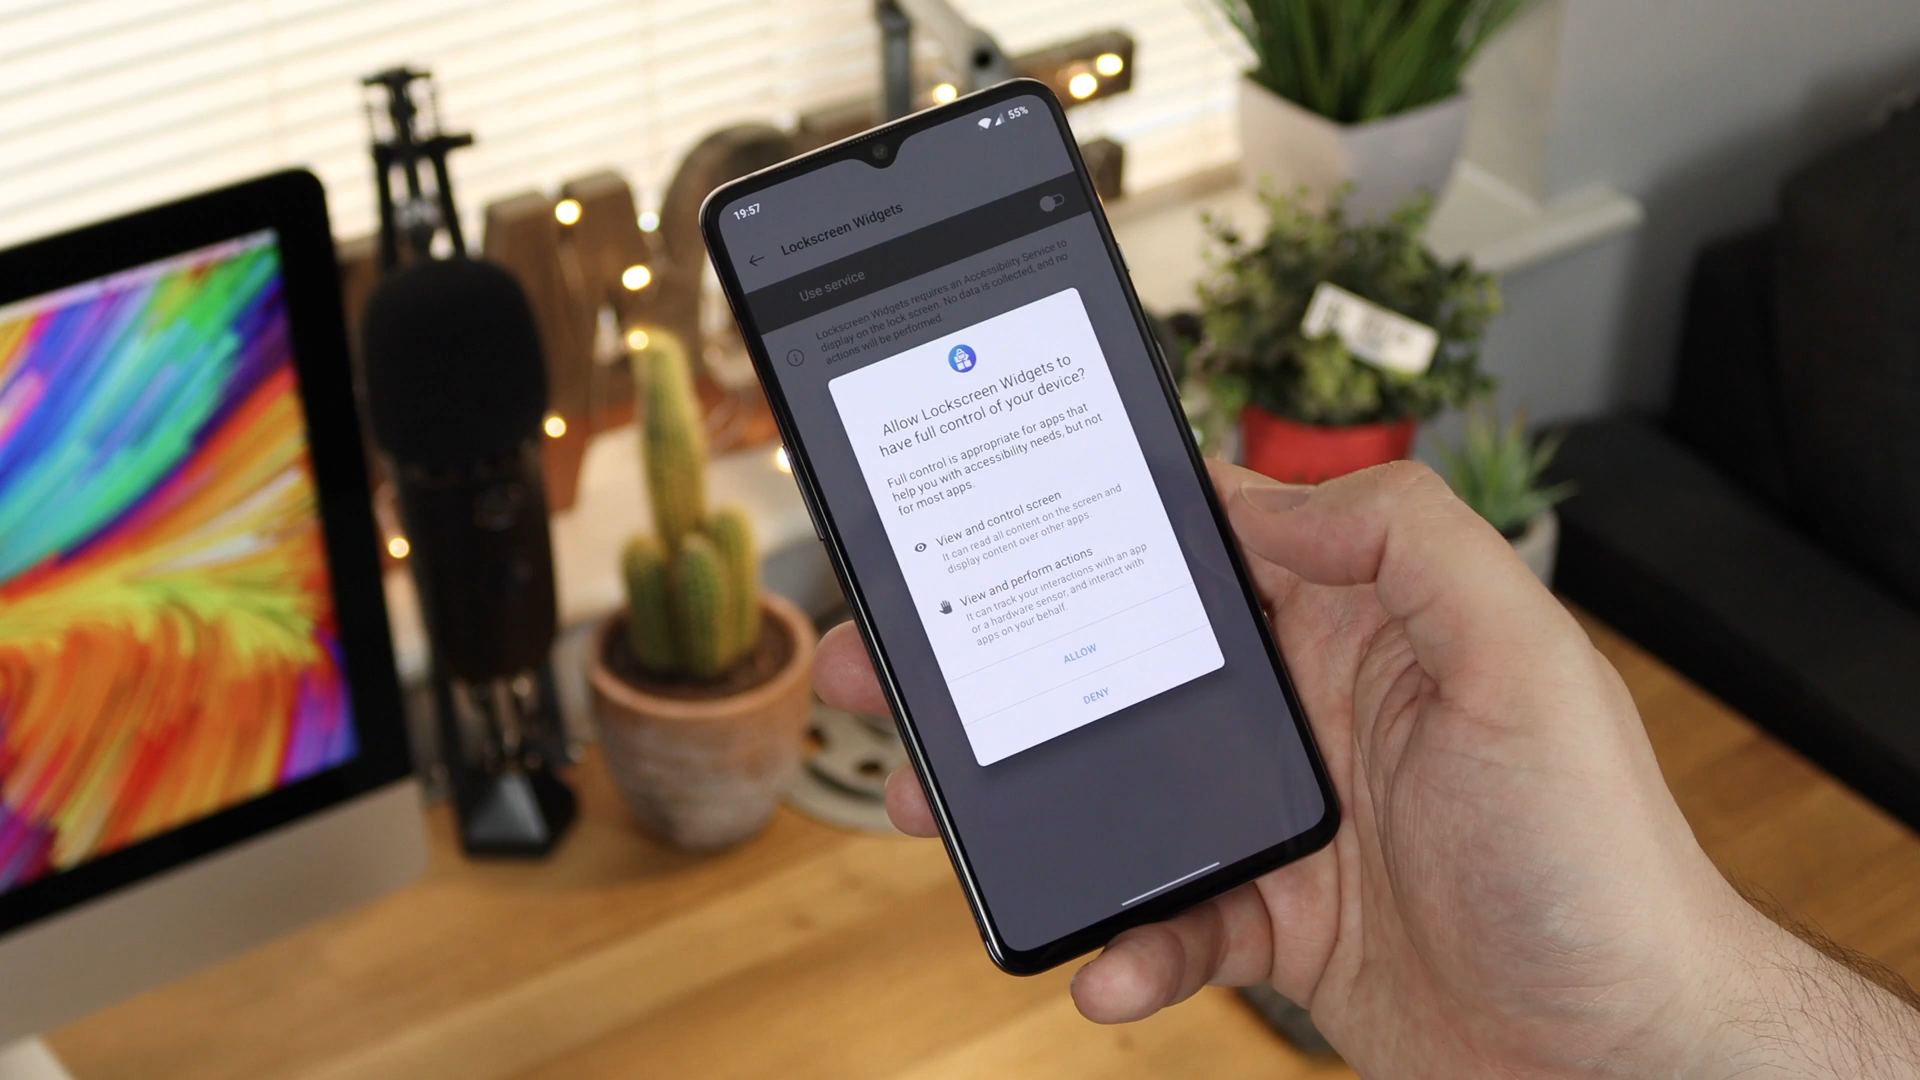 19:57
55%
Lockscreen Widgets
Use service
Lockscreen Widgets requires an Accessibility Service to
display on the lock screen. No data is collected, and no
actions will be performed.
Allow Lockscreen Widgets to
have full control of your device?
Full control is appropriate for apps that
help you with accessibility needs, but not
for most apps.
View and control screen
It can read all content on the screen and
display content over other apps.
View and perform actions
It can track your interactions with an app
or a hardware sensor, and interact with
apps on your behalf.
ALLOW
DENY